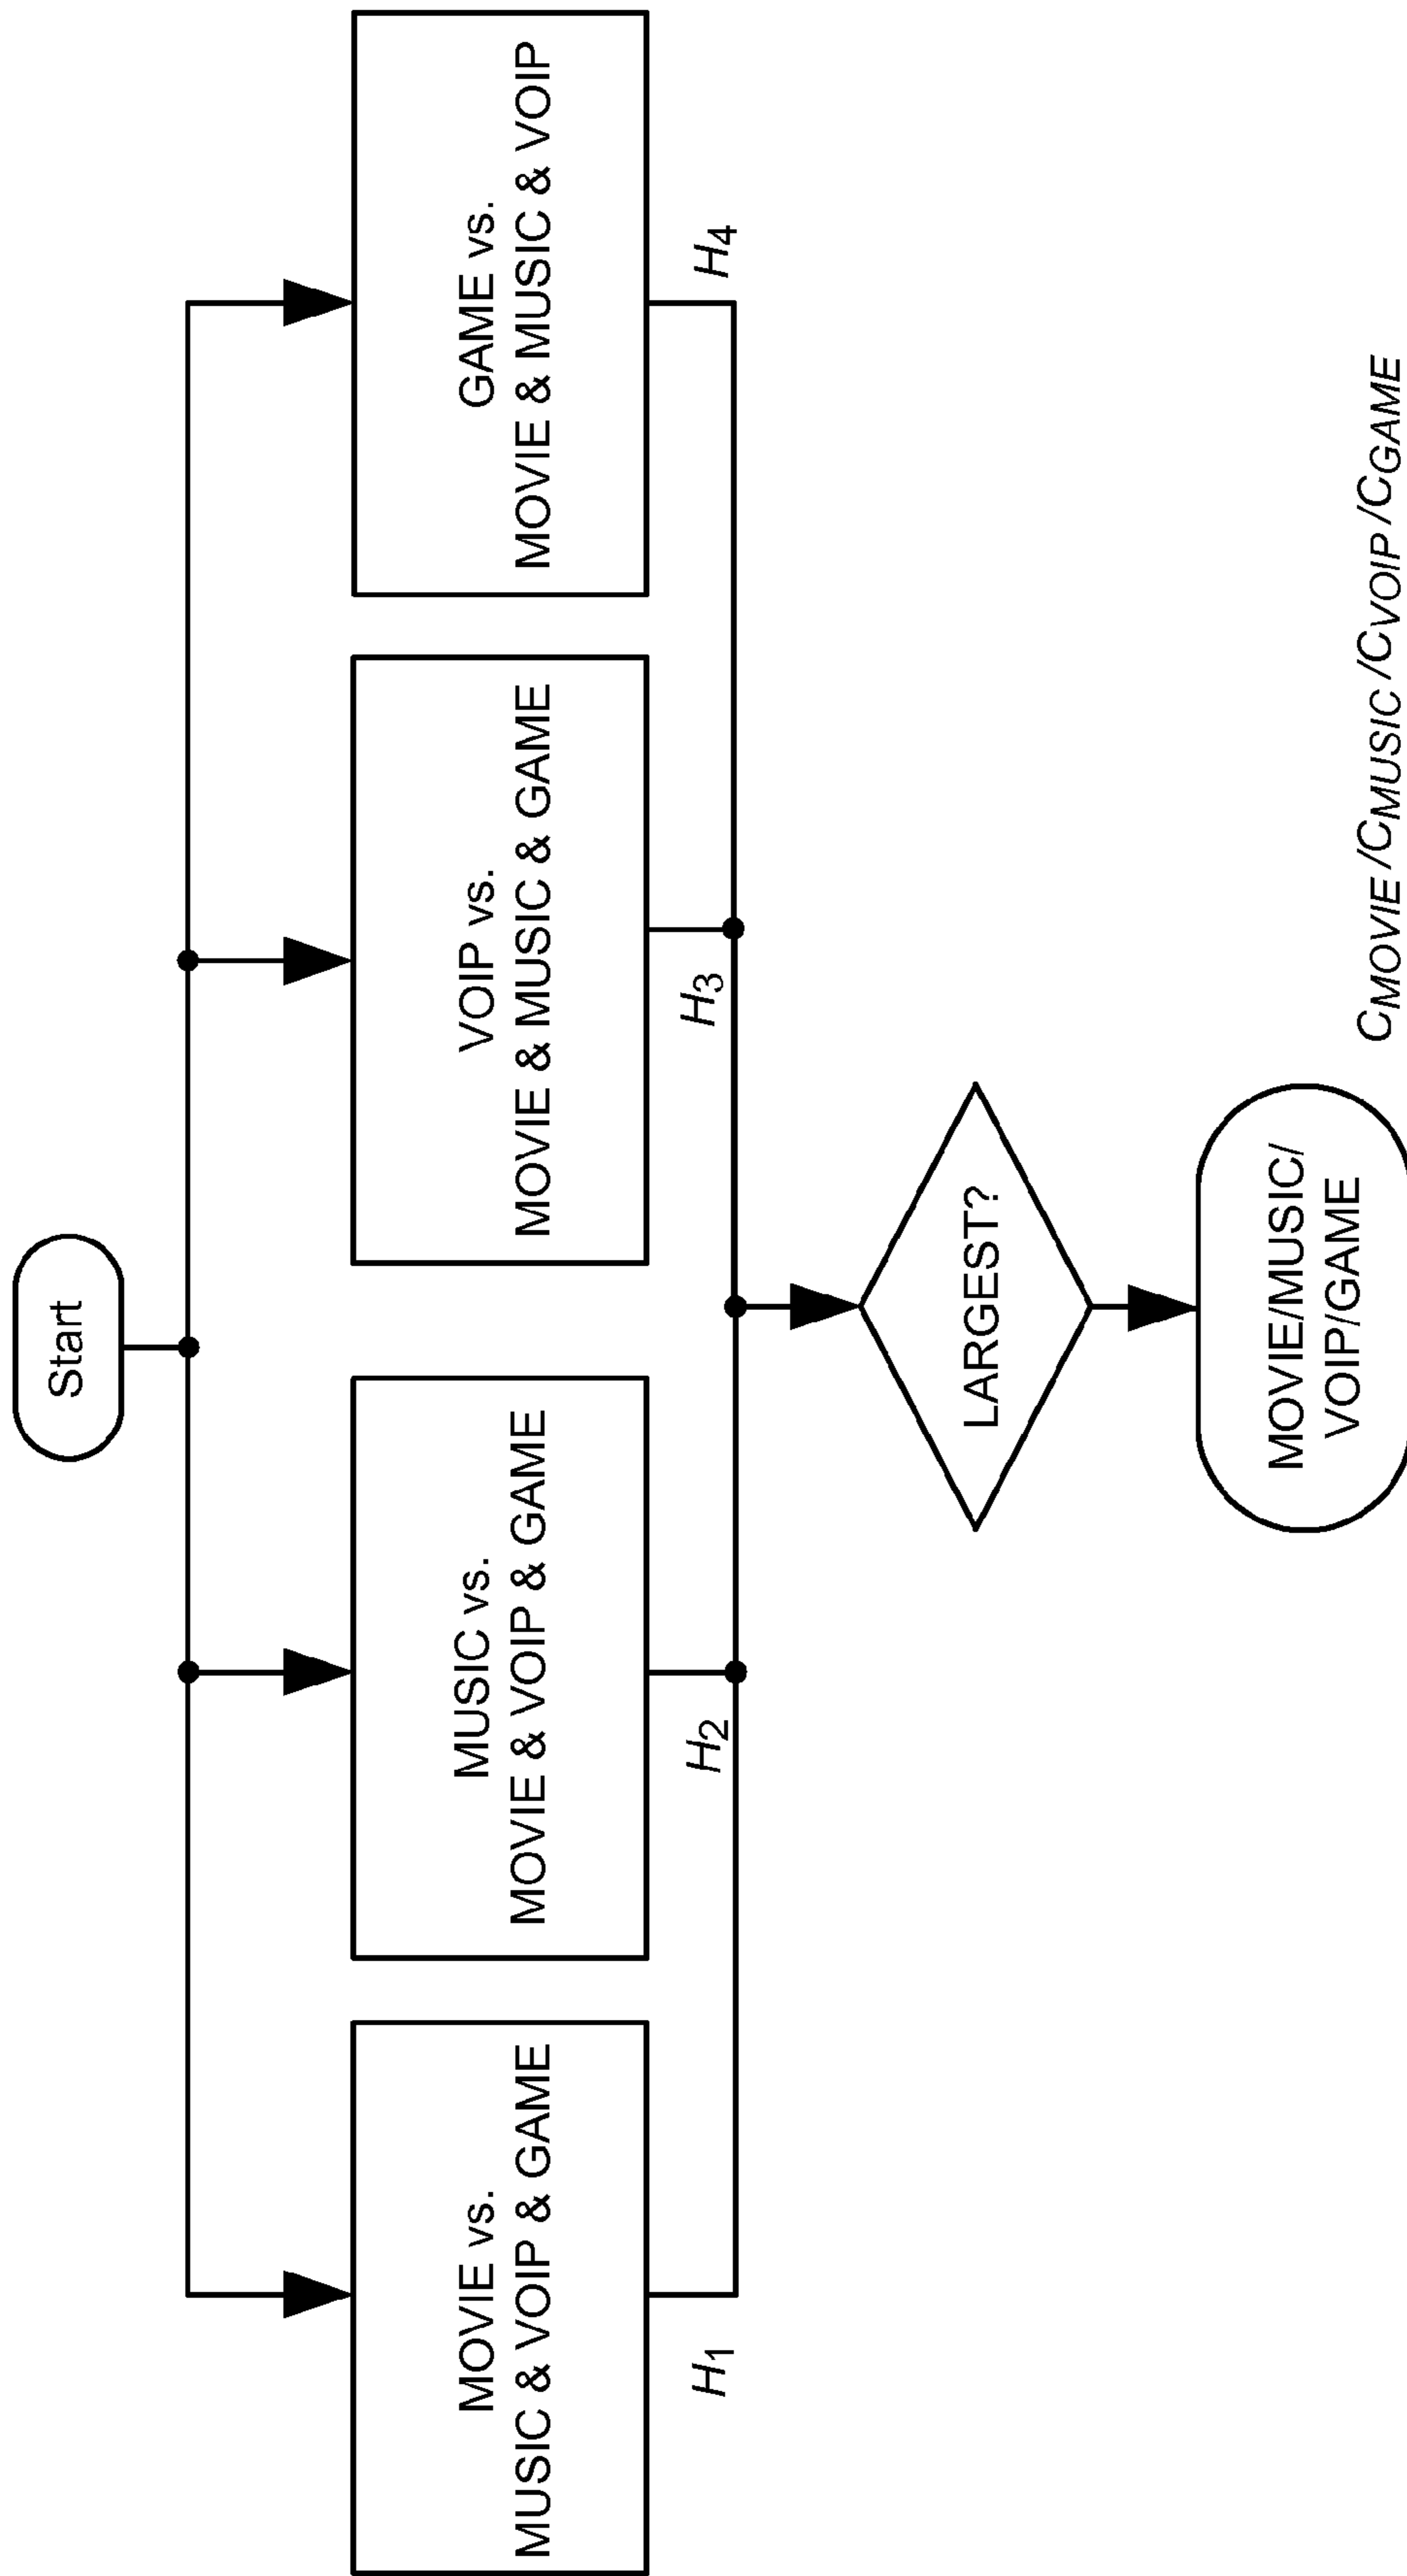 Start
MOVIE vs.
MUSIC & VOIP & GAME
MUSIC vs.
MOVIE & VOIP & GAME
VOIP vs.
MOVIE & MUSIC & GAME
GAME vs.
MOVIE & MUSIC & VOIP
H1
H2
H3
H4
LARGEST?
MOVIE/MUSIC/
VOIP/GAME
CMOVIE/CMUSIC/CVOIP/CGAME